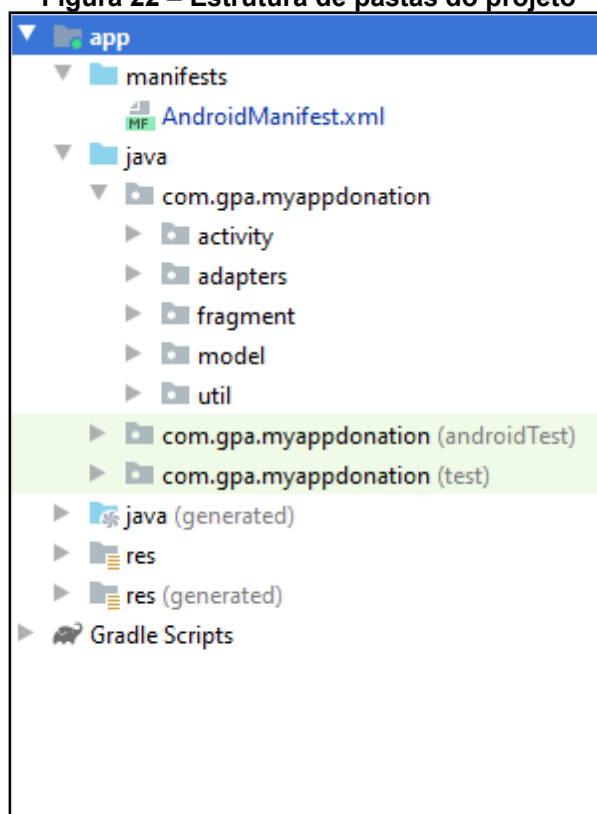 Figura 22 – Estrutura de pastas do projeto
app
manifests
MF AndroidManifest.xml
java
com.gpa.myappdonation
activity
adapters
fragment
model
util
com.gpa.myappdonation (androidTest)
com.gpa.myappdonation (test)
java (generated)
res
res (generated)
Gradle Scripts